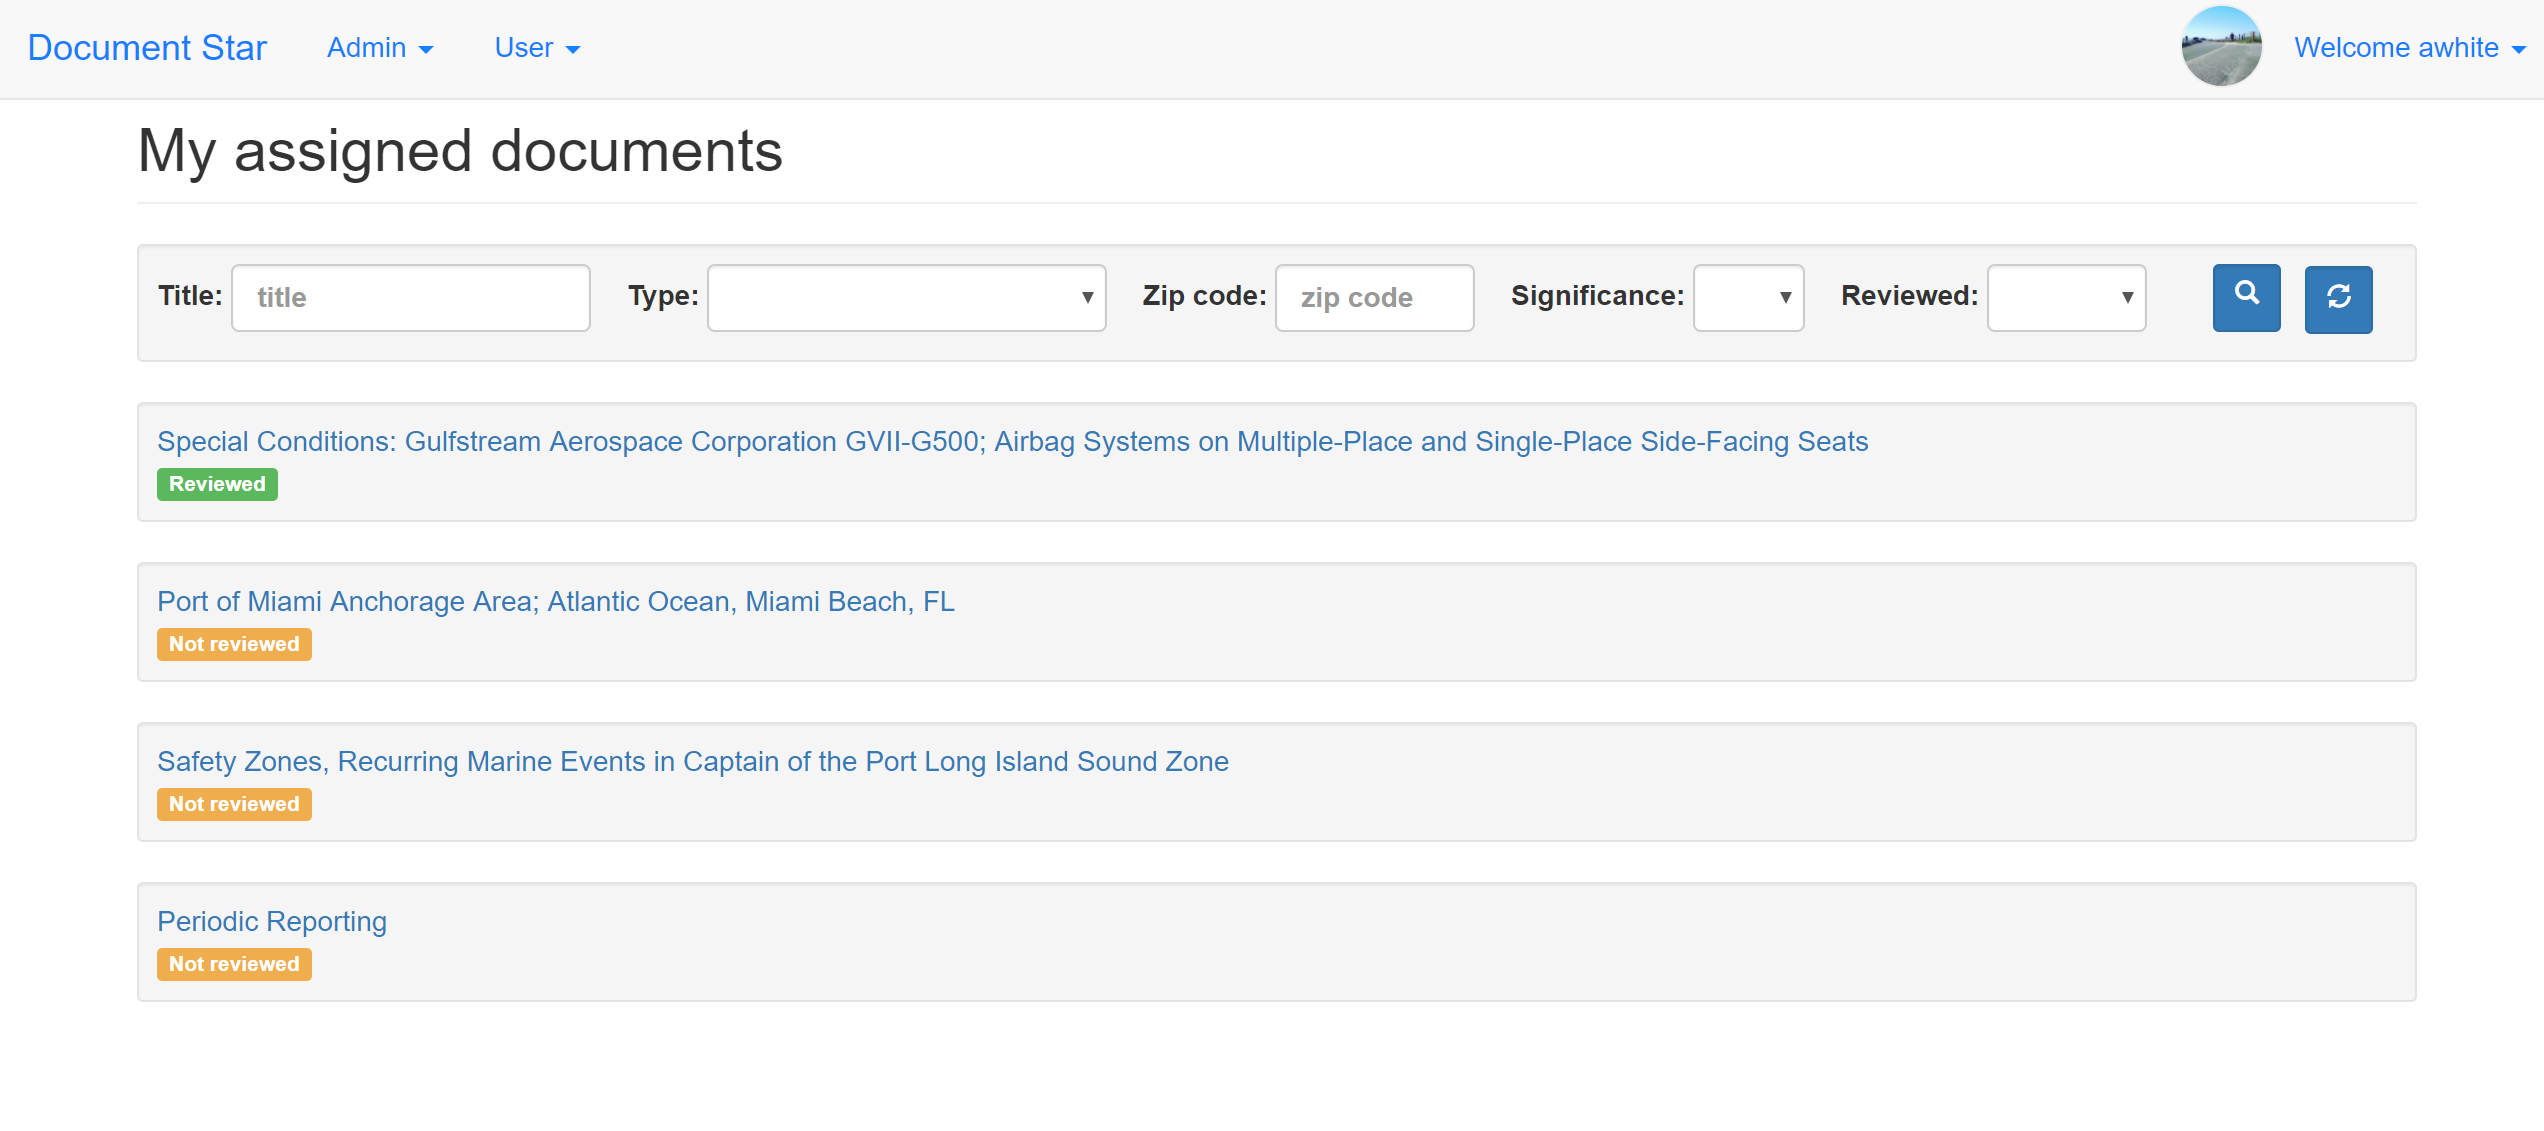 Document Star Admin User Welcome awhite
My assigned documents
Title: title Type: Zip code: zip code Significance: Reviewed:
Special Conditions: Gulfstream Aerospace Corporation GVII-G500; Airbag Systems on Multiple-Place and Single-Place Side-Facing Seats
Reviewed
Port of Miami Anchorage Area; Atlantic Ocean, Miami Beach, FL
Not reviewed
Safety Zones, Recurring Marine Events in Captain of the Port Long Island Sound Zone
Not reviewed
Periodic Reporting
Not reviewed